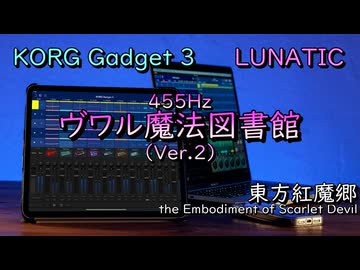 KORG Gadget 3 LUNATIC
455Hz
ヴワル魔法図書館
(Ver.2)
東方紅魔郷
the Embodiment of Scarlet Devil